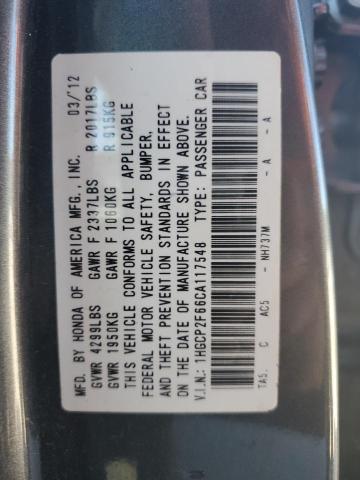 MFD. BY HONDA OF AMERICA MFG., INC. 03/'12
GVWR 4299LBS GAWR F 2337LBS R 2017LBS
GVWR 1950KG GAWR F 1060KG R 915KG
THIS VEHICLE CONFORMS TO ALL APPLICABLE
FEDERAL MOTOR VEHICLE SAFETY, BUMPER,
AND THEFT PREVENTION STANDARDS IN EFFECT
ON THE DATE OF MANUFACTURE SHOWN ABOVE.
V.I.N.: 1HGCP2F66CA117548 TYPE: PASSENGER CAR
TA5. C AC5 - NH737M - A - A